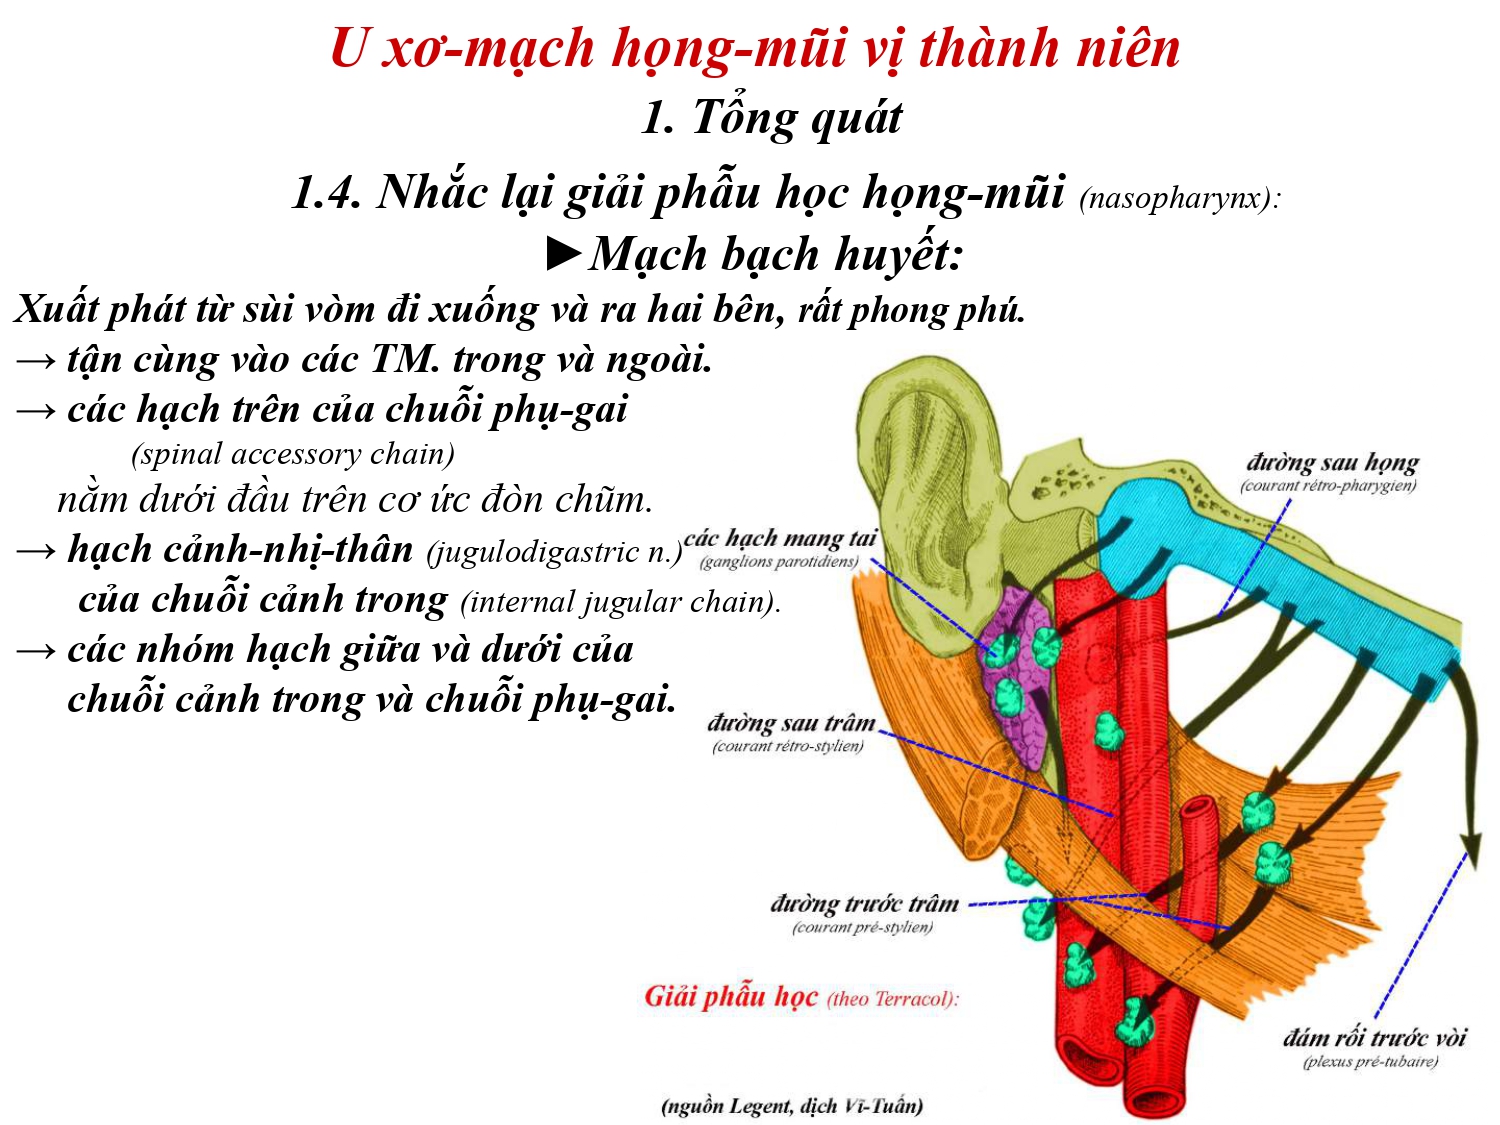 U xơ-mạch họng-mũi vị thành niên
1. Tổng quát
1.4. Nhắc lại giải phẫu học họng-mũi (nasopharynx):
►Mạch bạch huyết:
Xuất phát từ sùi vòm đi xuống và ra hai bên, rất phong phú.
→ tận cùng vào các TM. trong và ngoài.
→ các hạch trên của chuỗi phụ-gai
(spinal accessory chain)
nằm dưới đầu trên cơ ức đòn chũm.
→ hạch cảnh-nhị-thân (jugulodigastric n.)
của chuỗi cảnh trong (internal jugular chain).
→ các nhóm hạch giữa và dưới của
chuỗi cảnh trong và chuỗi phụ-gai.
đường sau họng
(courant rétro-pharygien)
các hạch mang tai
(ganglions parotidiens)
đường sau trâm
(courant rétro-stylien)
đường trước trâm
(courant pré-stylien)
Giải phẫu học (theo Terracol):
đám rối trước vòi
(plexus pré-tubaire)
(nguồn Legent, dịch Vĩ-Tuấn)